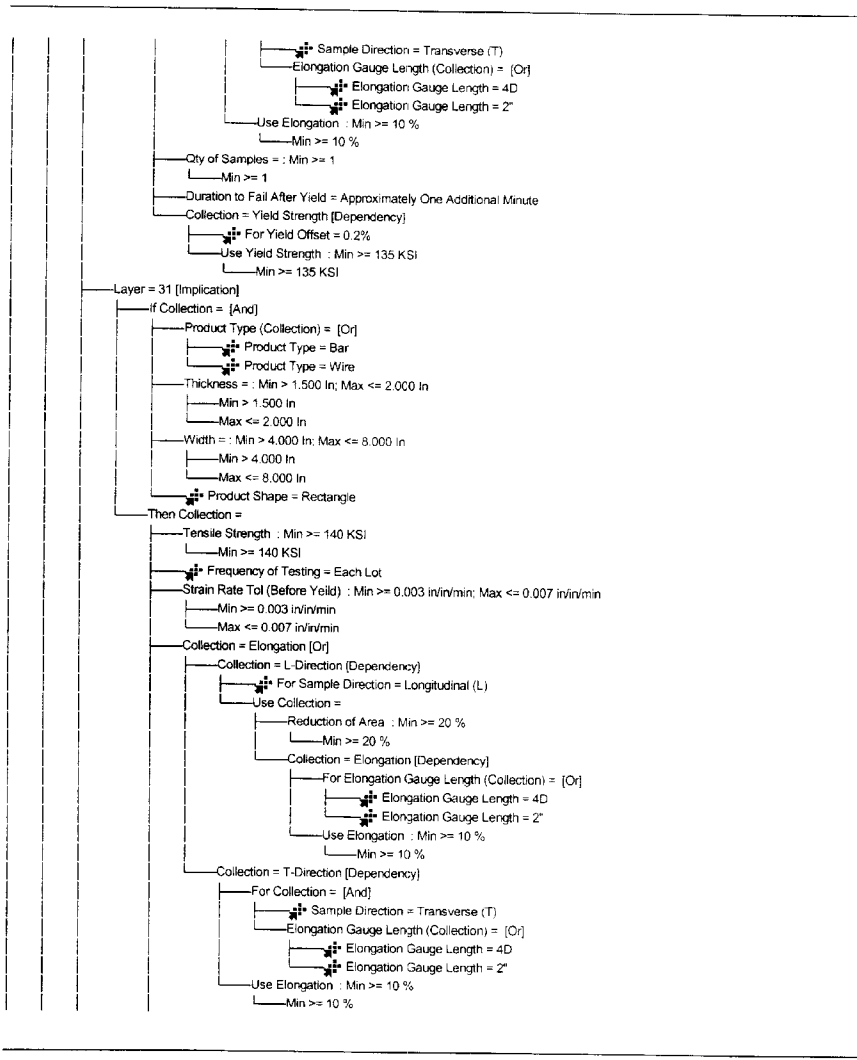 Sample Direction = Transverse (T)
Elongation Gauge Length (Collection) = [Or]
Elongation Gauge Length = 4D
Elongation Gauge Length = 2"
Use Elongation : Min >= 10 %
Min >= 10 %
Qty of Samples = : Min >= 1
Min >= 1
Duration to Fail After Yield = Approximately One Additional Minute
Collection = Yield Strength [Dependency]
For Yield Offset = 0.2%
Use Yield Strength : Min >= 135 KSI
Min >= 135 KSI
Layer = 31 [Implication]
If Collection = [And]
Product Type (Collection) = [Or]
Product Type = Bar
Product Type = Wire
Thickness = : Min > 1.500 In; Max <= 2.000 In
Min > 1.500 In
Max <= 2.000 In
Width = : Min > 4.000 In; Max <= 8.000 In
Min > 4.000 In
Max <= 8.000 In
Product Shape = Rectangle
Then Collection =
Tensile Strength : Min >= 140 KSI
Min >= 140 KSI
Frequency of Testing = Each Lot
Strain Rate Tol (Before Yeild) : Min >= 0.003 in/in/min; Max <= 0.007 in/in/min
Min >= 0.003 in/in/min
Max <= 0.007 in/in/min
Collection = Elongation [Or]
Collection = L-Direction [Dependency]
For Sample Direction = Longitudinal (L)
Use Collection =
Reduction of Area : Min >= 20 %
Min >= 20 %
Collection = Elongation [Dependency]
For Elongation Gauge Length (Collection) = [Or]
Elongation Gauge Length = 4D
Elongation Gauge Length = 2"
Use Elongation : Min >= 10 %
Min >= 10 %
Collection = T-Direction [Dependency]
For Collection = [And]
Sample Direction = Transverse (T)
Elongation Gauge Length (Collection) = [Or]
Elongation Gauge Length = 4D
Elongation Gauge Length = 2"
Use Elongation : Min >= 10 %
Min >= 10 %